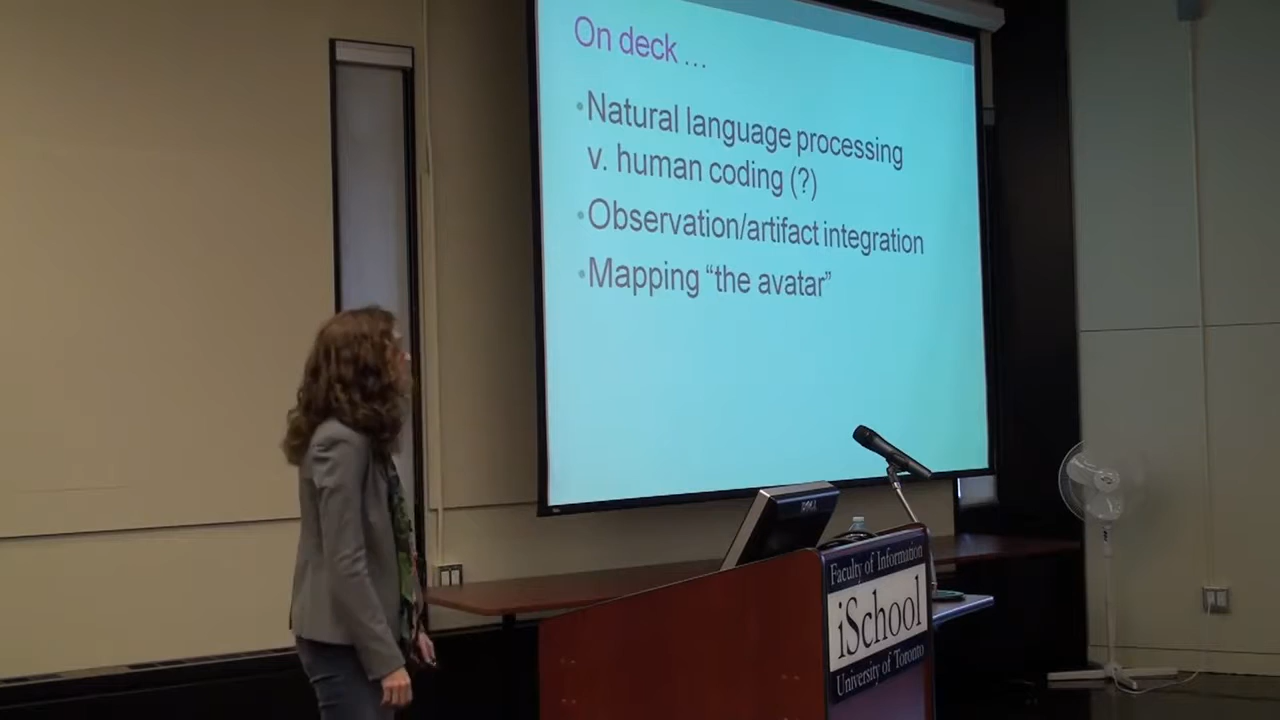 On deck ...
•Natural language processing
v. human coding (?)
•Observation/artifact integration
•Mapping “the avatar”
DELL
Faculty of Information
iSchool
University of Toronto